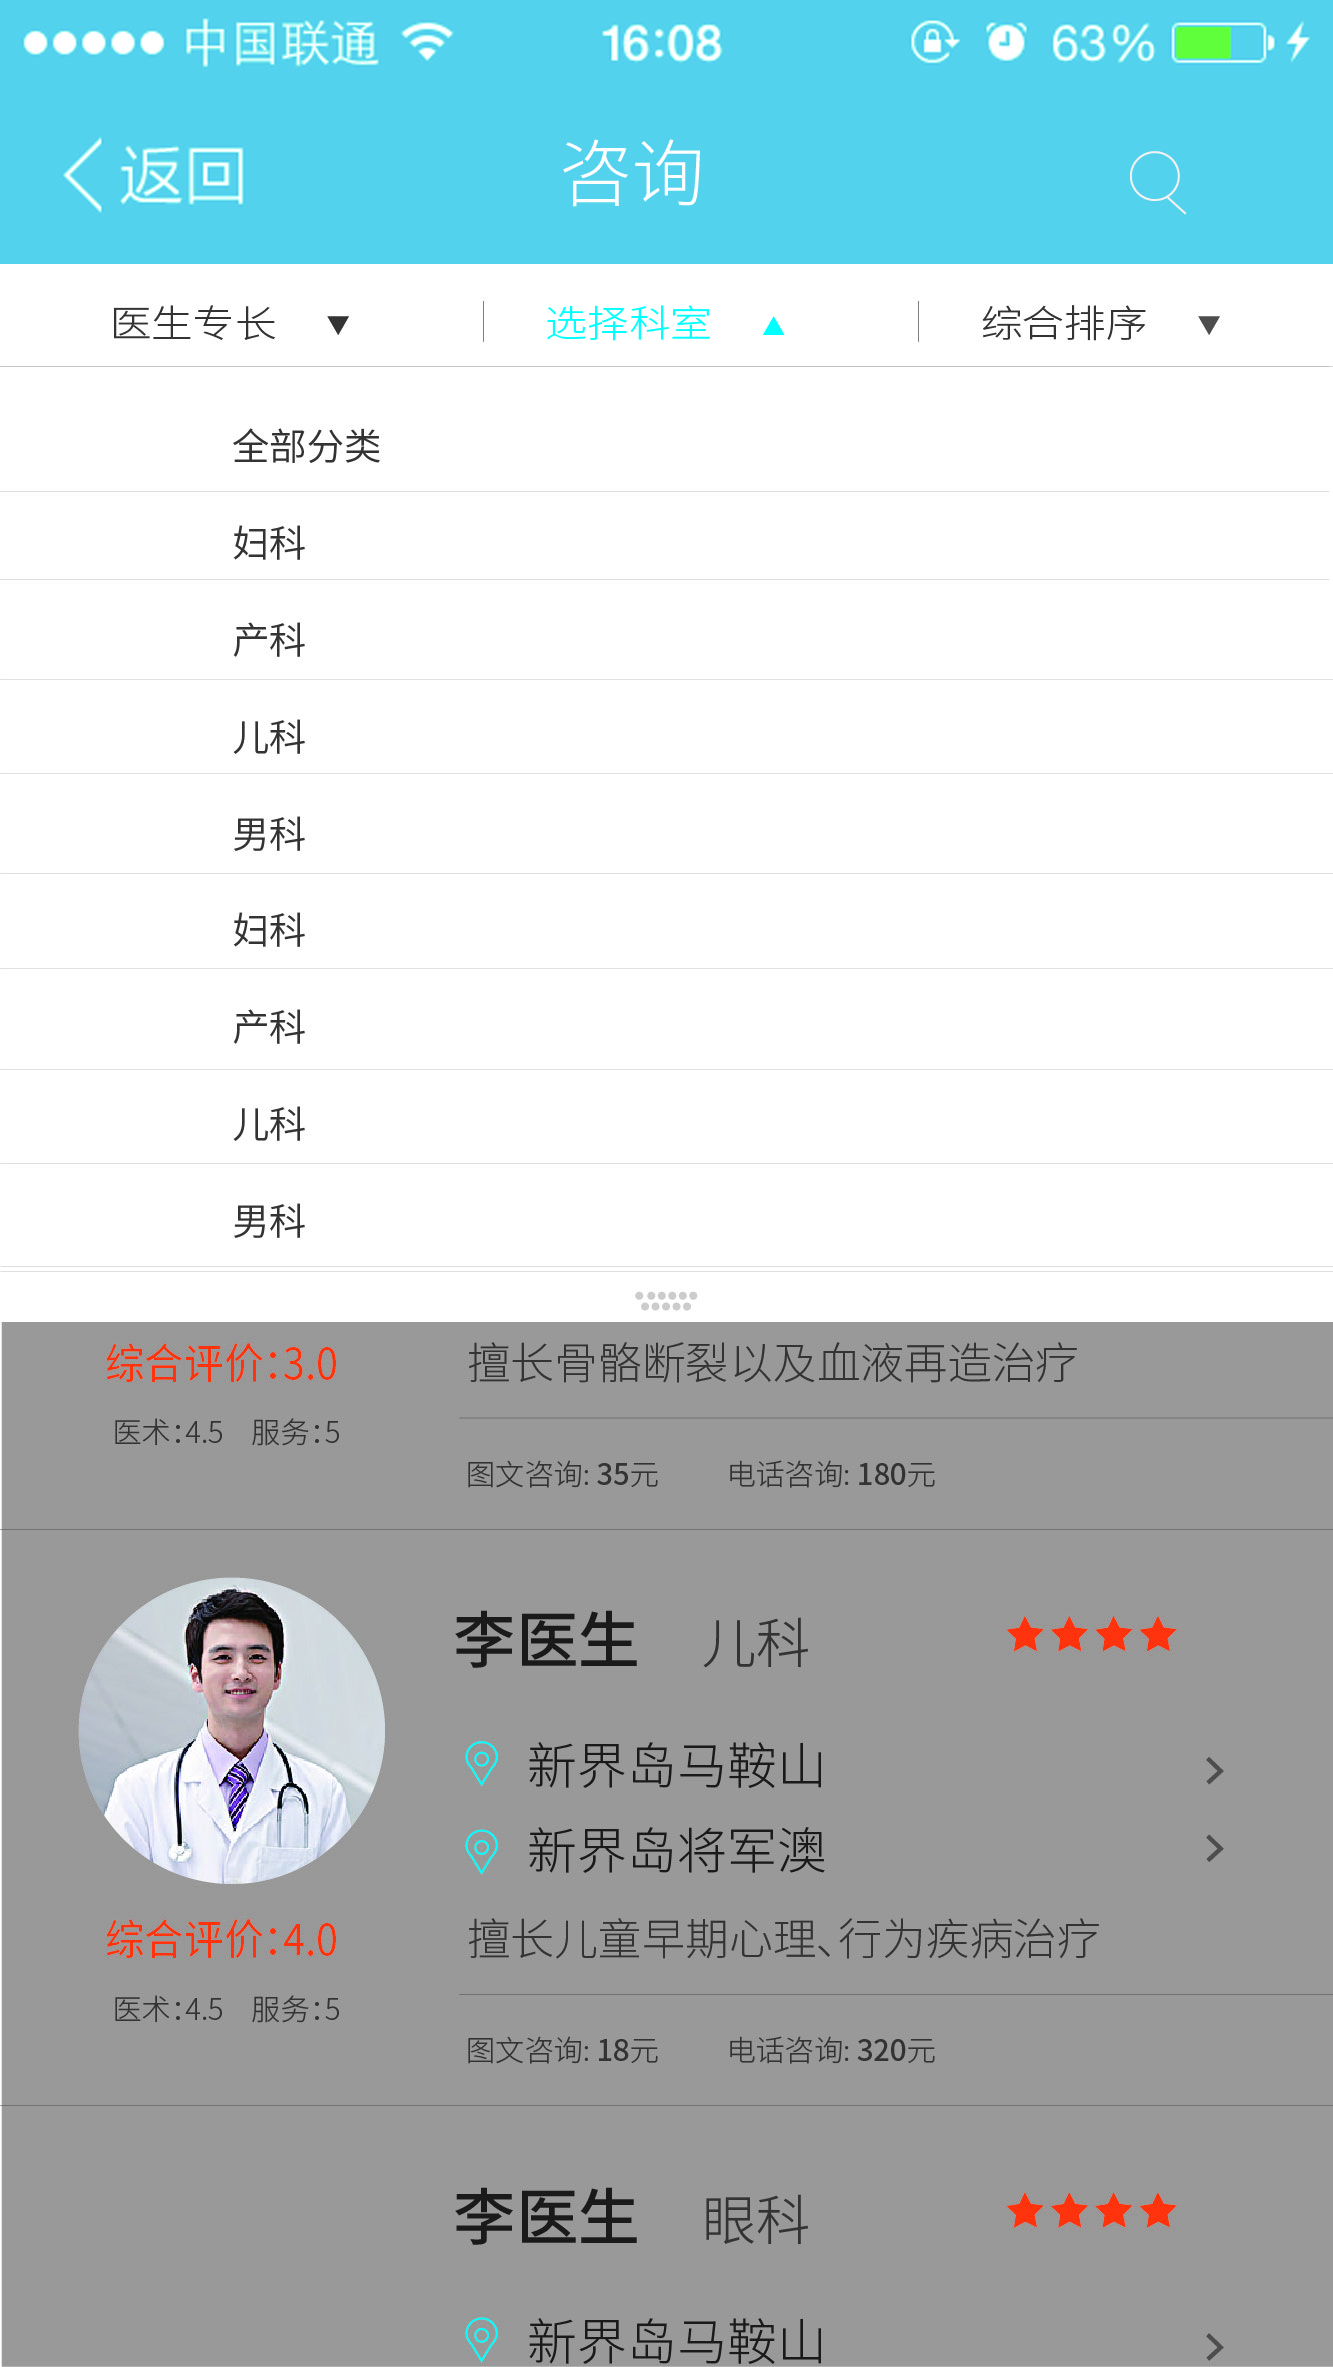 中国联通 16:08 63%
返回 咨询
医生专长 ▼ 选择科室 ▲ 综合排序 ▼
全部分类
妇科
产科
儿科
男科
妇科
产科
儿科
男科
综合评价:3.0 擅长骨骼断裂以及血液再造治疗
医术:4.5 服务:5
图文咨询: 35元 电话咨询: 180元
李医生 儿科
新界岛马鞍山
新界岛将军澳
综合评价:4.0 擅长儿童早期心理、行为疾病治疗
医术:4.5 服务:5
图文咨询: 18元 电话咨询: 320元
李医生 眼科
新界岛马鞍山